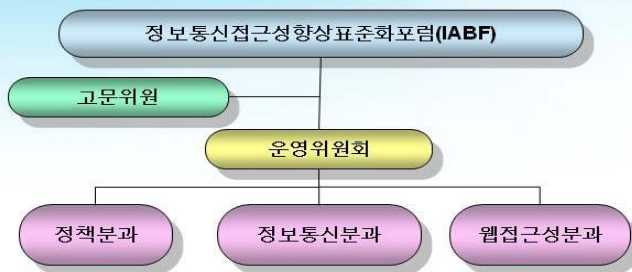 정보통신접근성향상표준화포럼(IABF)
고문위원
운영위원회
정책분과
정보통신분과
웹접근성분과